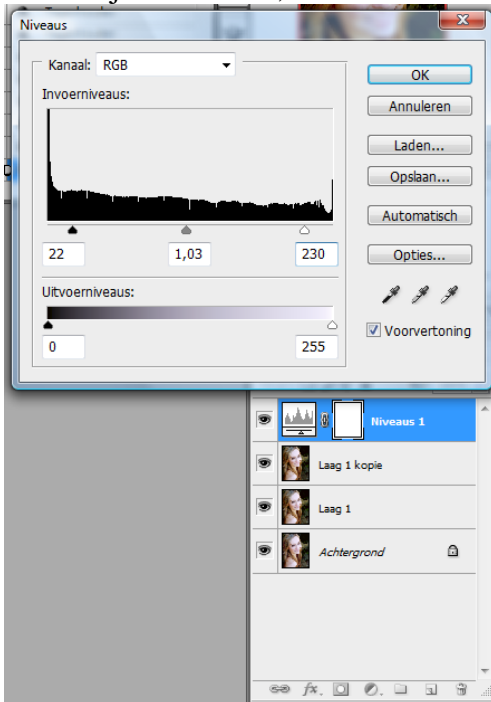 Niveaus
Kanaal: RGB
Invoerniveaus:
22 1,03 230
Uitvoerniveaus:
0 255
OK
Annuleren
Laden...
Opslaan...
Automatisch
Opties...
Voorvertoning
Niveaus 1
Laag 1 kopie
Laag 1
Achtergrond
fx.